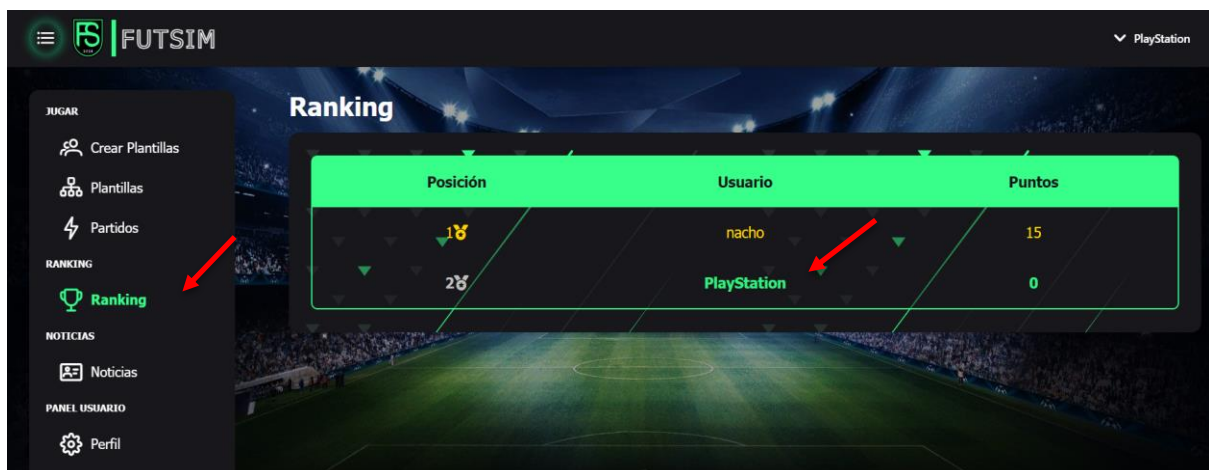 FS FUTSIM
PlayStation
JUGAR
Crear Plantillas
Plantillas
Partidos
RANKING
Ranking
NOTICIAS
Noticias
PANEL USUARIO
Perfil
Ranking
Posición Usuario Puntos
1 nacho 15
2 PlayStation 0